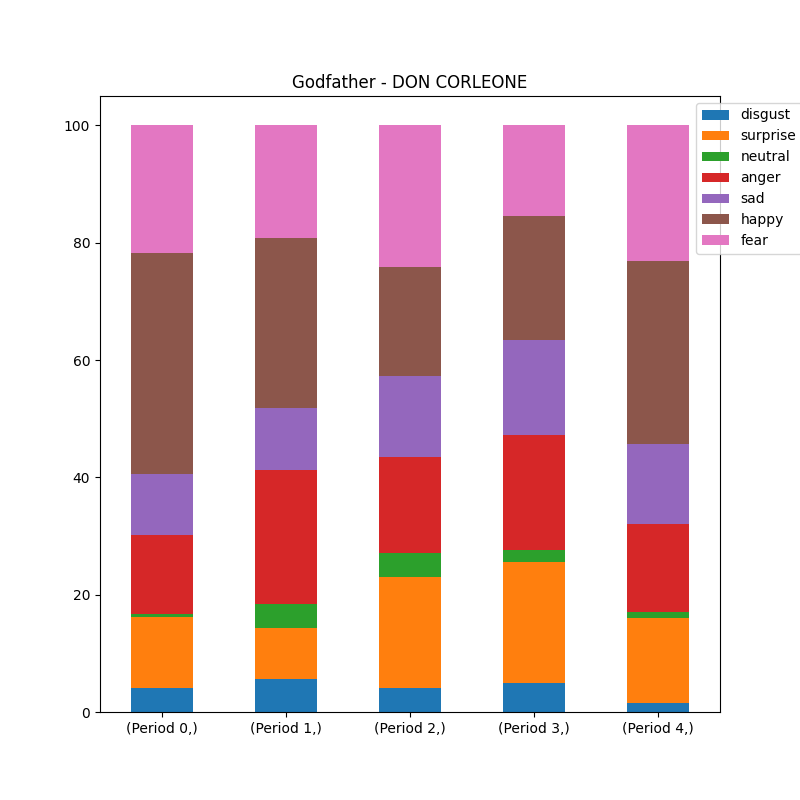 Godfather - DON CORLEONE
disgust
surprise
neutral
anger
sad
happy
fear
100
80
60
40
20
0
(Period 0,) (Period 1,) (Period 2,) (Period 3,) (Period 4,)